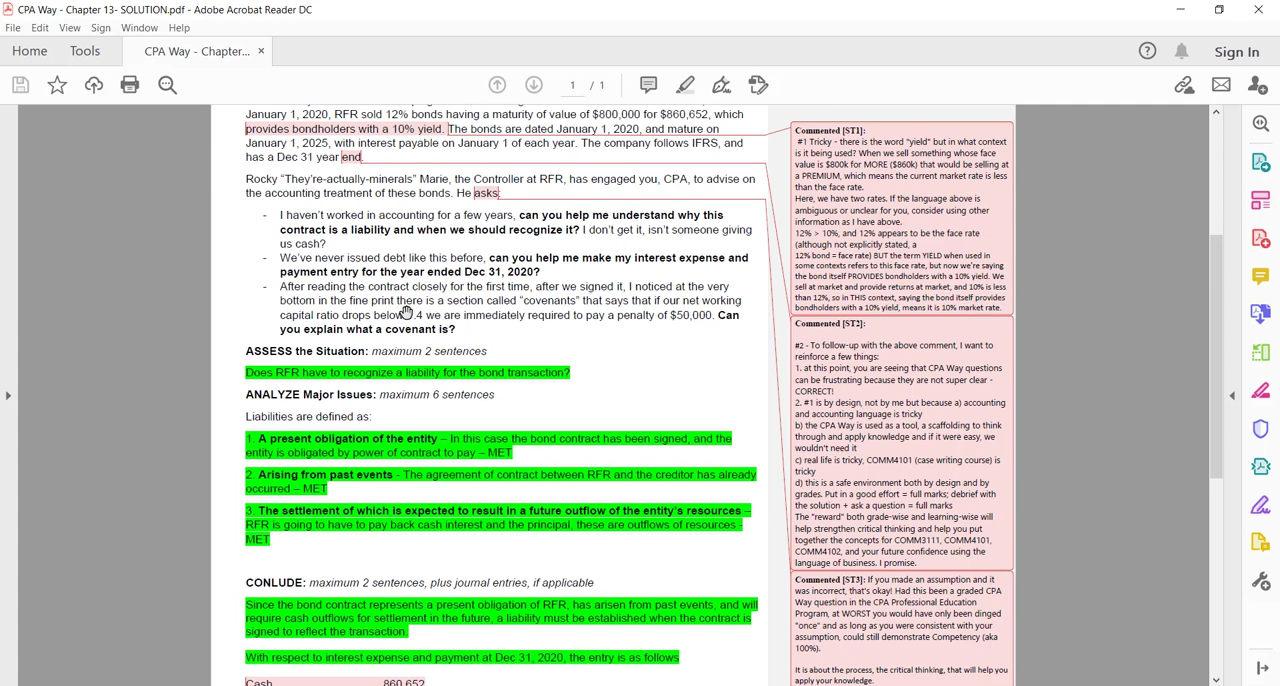 CPA Way - Chapter 13- SOLUTION.pdf - Adobe Acrobat Reader DC
File Edit View Sign Window Help
Home Tools CPA Way - Chapter... × Sign In
1 / 1
January 1, 2020, RFR sold 12% bonds having a maturity of value of $800,000 for $860,652, which
provides bondholders with a 10% yield. The bonds are dated January 1, 2020, and mature on
January 1, 2025, with interest payable on January 1 of each year. The company follows IFRS, and
has a Dec 31 year end.
Rocky "They're-actually-minerals" Marie, the Controller at RFR, has engaged you, CPA, to advise on
the accounting treatment of these bonds. He asks:
- I haven't worked in accounting for a few years, can you help me understand why this
contract is a liability and when we should recognize it? I don't get it, isn't someone giving
us cash?
- We've never issued debt like this before, can you help me make my interest expense and
payment entry for the year ended Dec 31, 2020?
- After reading the contract closely for the first time, after we signed it, I noticed at the very
bottom in the fine print there is a section called "covenants" that says that if our net working
capital ratio drops below .4 we are immediately required to pay a penalty of $50,000. Can
you explain what a covenant is?
ASSESS the Situation: maximum 2 sentences
Does RFR have to recognize a liability for the bond transaction?
ANALYZE Major Issues: maximum 6 sentences
Liabilities are defined as:
1. A present obligation of the entity – In this case the bond contract has been signed, and the
entity is obligated by power of contract to pay – MET
2. Arising from past events - The agreement of contract between RFR and the creditor has already
occurred – MET
3. The settlement of which is expected to result in a future outflow of the entity's resources –
RFR is going to have to pay back cash interest and the principal, these are outflows of resources -
MET
CONLUDE: maximum 2 sentences, plus journal entries, if applicable
Since the bond contract represents a present obligation of RFR, has arisen from past events, and will
require cash outflows for settlement in the future, a liability must be established when the contract is
signed to reflect the transaction.
With respect to interest expense and payment at Dec 31, 2020, the entry is as follows
Cash 860,652
Commented [ST1]:
#1 Tricky - there is the word "yield" but in what context
is it being used? When we sell something whose face
value is $800k for MORE ($860k) that would be selling at
a PREMIUM, which means the current market rate is less
than the face rate.
Here, we have two rates. If the language above is
ambiguous or unclear for you, consider using other
information as I have above.
12% > 10%, and 12% appears to be the face rate
(although not explicitly stated, a
12% bond = face rate) BUT the term YIELD when used in
some contexts refers to this face rate, but now we're saying
the bond itself PROVIDES bondholders with a 10% yield. We
sell at market and provide returns at market, and 10% is less
than 12%, so in THIS context, saying the bond itself provides
bondholders with a 10% yield, means it is 10% market rate.
Commented [ST2]:
#2 - To follow-up with the above comment, I want to
reinforce a few things:
1. at this point, you are seeing that CPA Way questions
can be frustrating because they are not super clear -
CORRECT!
2. #1 is by design, not by me but because a) accounting
and accounting language is tricky
b) the CPA Way is used as a tool, a scaffolding to think
through and apply knowledge and if it were easy, we
wouldn't need it
c) real life is tricky, COMM4101 (case writing course) is
tricky
d) this is a safe environment both by design and by
grades. Put in a good effort = full marks; debrief with
the solution + ask a question = full marks
The "reward" both grade-wise and learning-wise will
help strengthen critical thinking and help you put
together the concepts for COMM3111, COMM4101,
COMM4102, and your future confidence using the
language of business. I promise.
Commented [ST3]: If you made an assumption and it
was incorrect, that's okay! Had this been a graded CPA
Way question in the CPA Professional Education
Program, at WORST you would have only been dinged
"once" and as long as you were consistent with your
assumption, could still demonstrate Competency (aka
100%).
It is about the process, the critical thinking, that will help you
apply your knowledge.